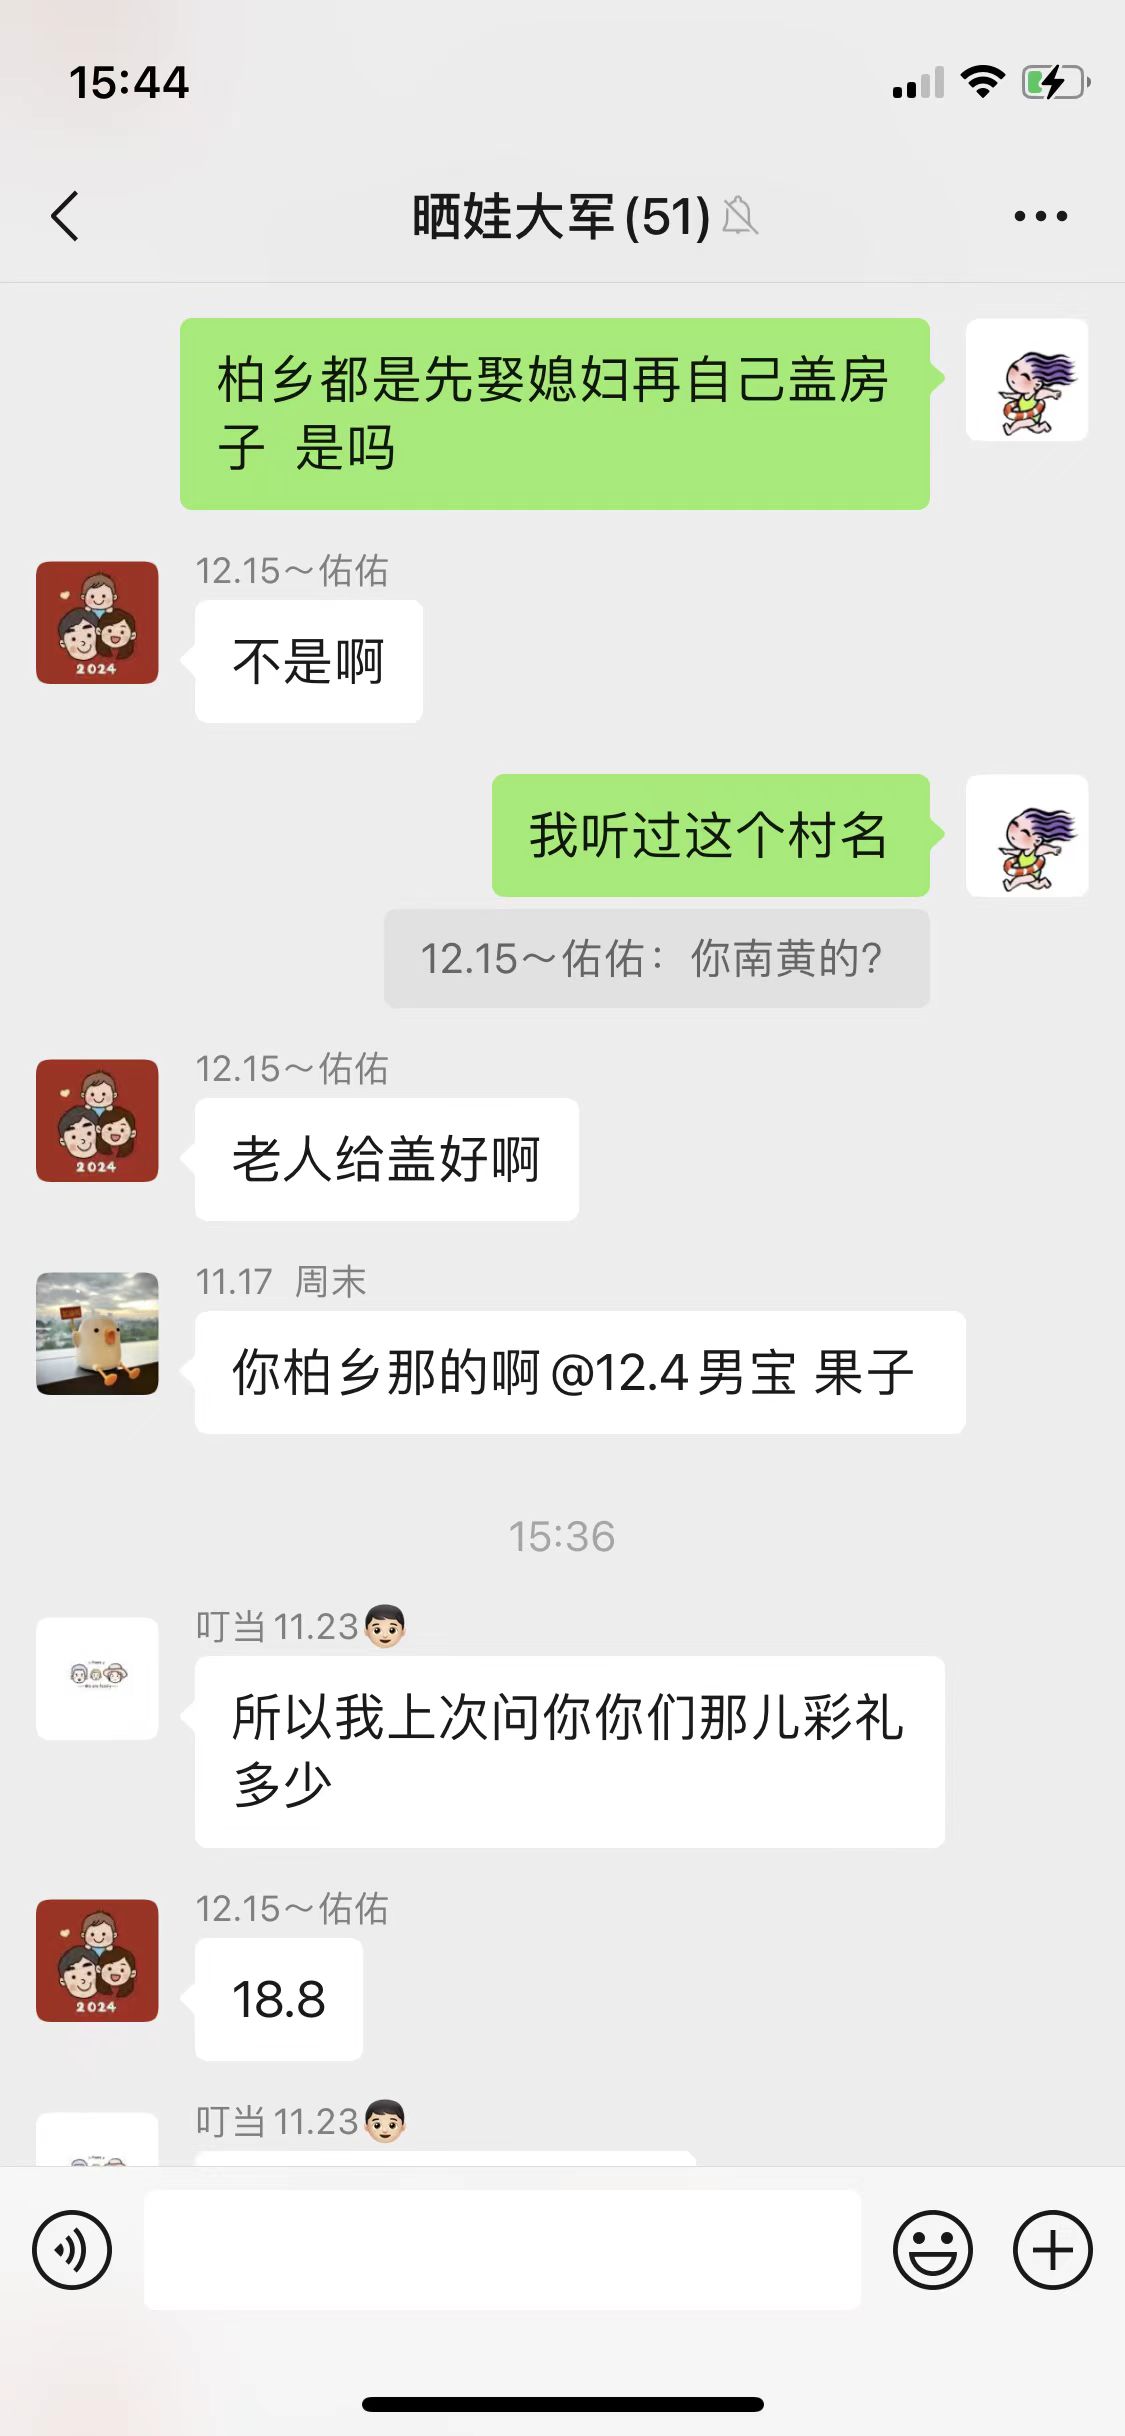 15:44
晒娃大军(51)
柏乡都是先娶媳妇再自己盖房
子 是吗
12.15～佑佑
2024
不是啊
我听过这个村名
12.15～佑佑：你南黄的?
12.15～佑佑
2024
老人给盖好啊
11.17 周末
你柏乡那的啊@12.4男宝 果子
15:36
叮当11.23
所以我上次问你你们那儿彩礼
多少
12.15～佑佑
2024
18.8
叮当11.23